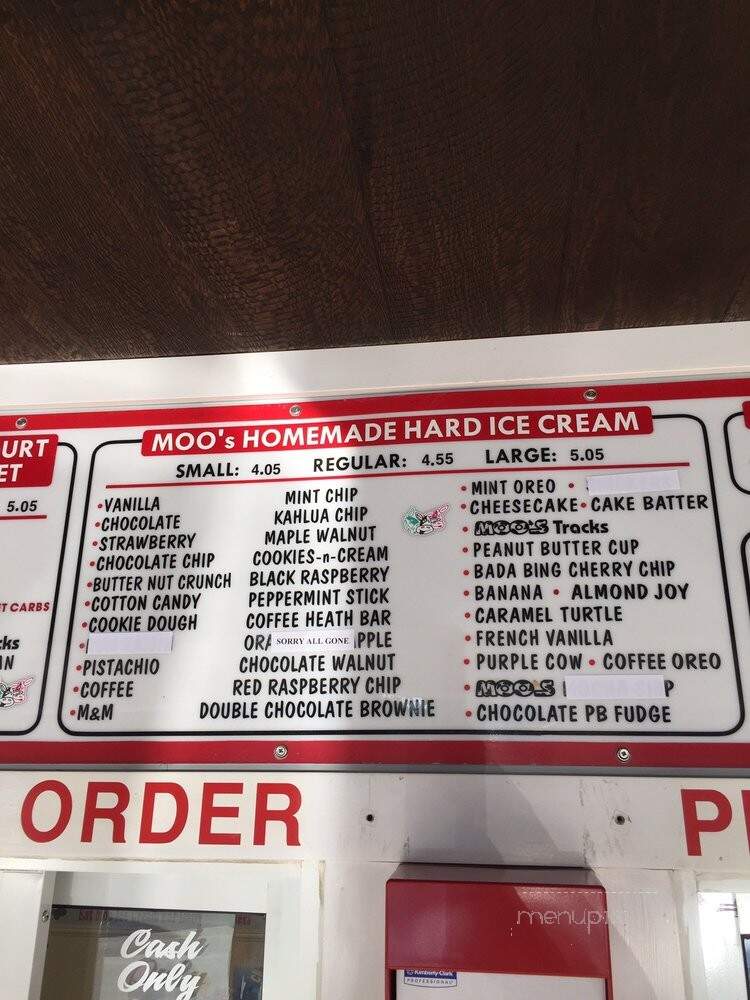 URT
ET
5.05
T CARBS
ks
N
MOO's HOMEMADE HARD ICE CREAM
SMALL: 4.05 REGULAR: 4.55 LARGE: 5.05
•VANILLA
•CHOCOLATE
•STRAWBERRY
•CHOCOLATE CHIP
•BUTTER NUT CRUNCH
•COTTON CANDY
•COOKIE DOUGH
•PISTACHIO
•COFFEE
•M&M
MINT CHIP
KAHLUA CHIP
MAPLE WALNUT
COOKIES-n-CREAM
BLACK RASPBERRY
PEPPERMINT STICK
COFFEE HEATH BAR
ORA SORRY ALL GONE PPLE
CHOCOLATE WALNUT
RED RASPBERRY CHIP
DOUBLE CHOCOLATE BROWNIE
• MINT OREO •
• CHEESECAKE • CAKE BATTER
• MOO'S Tracks
• PEANUT BUTTER CUP
• BADA BING CHERRY CHIP
• BANANA • ALMOND JOY
• CARAMEL TURTLE
• FRENCH VANILLA
• PURPLE COW • COFFEE OREO
• MOO'S P
• CHOCOLATE PB FUDGE
ORDER
P
Cash
Only
Kimberly-Clark
PROFESSIONAL